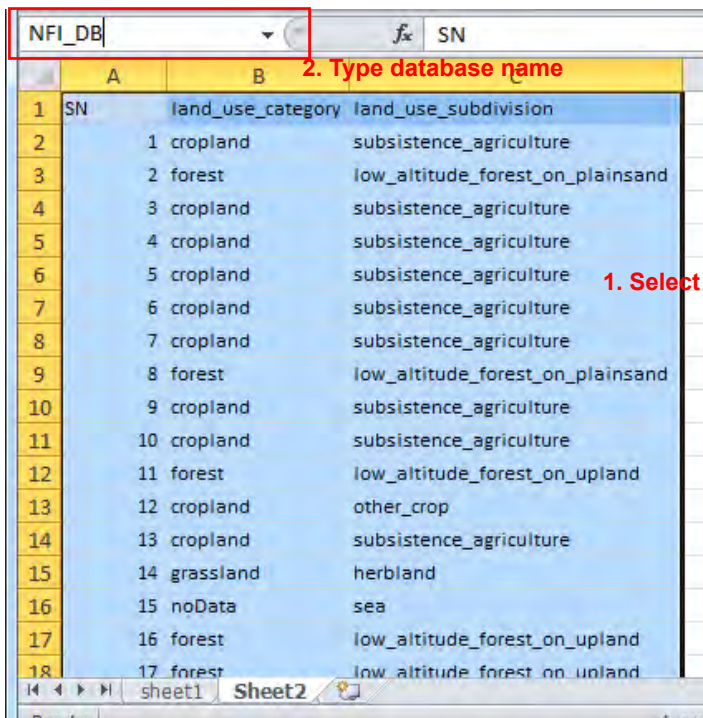 NFI_DB fx SN
2. Type database name
A B C
1 SN land_use_category land_use_subdivision
2 1 cropland subsistence_agriculture
3 2 forest low_altitude_forest_on_plainsand
4 3 cropland subsistence_agriculture
5 4 cropland subsistence_agriculture
6 5 cropland subsistence_agriculture
1. Select
7 6 cropland subsistence_agriculture
8 7 cropland subsistence_agriculture
9 8 forest low_altitude_forest_on_plainsand
10 9 cropland subsistence_agriculture
11 10 cropland subsistence_agriculture
12 11 forest low_altitude_forest_on_upland
13 12 cropland other_crop
14 13 cropland subsistence_agriculture
15 14 grassland herbland
16 15 noData sea
17 16 forest low_altitude_forest_on_upland
18 17 forest low_altitude_forest_on_upland
sheet1 Sheet2